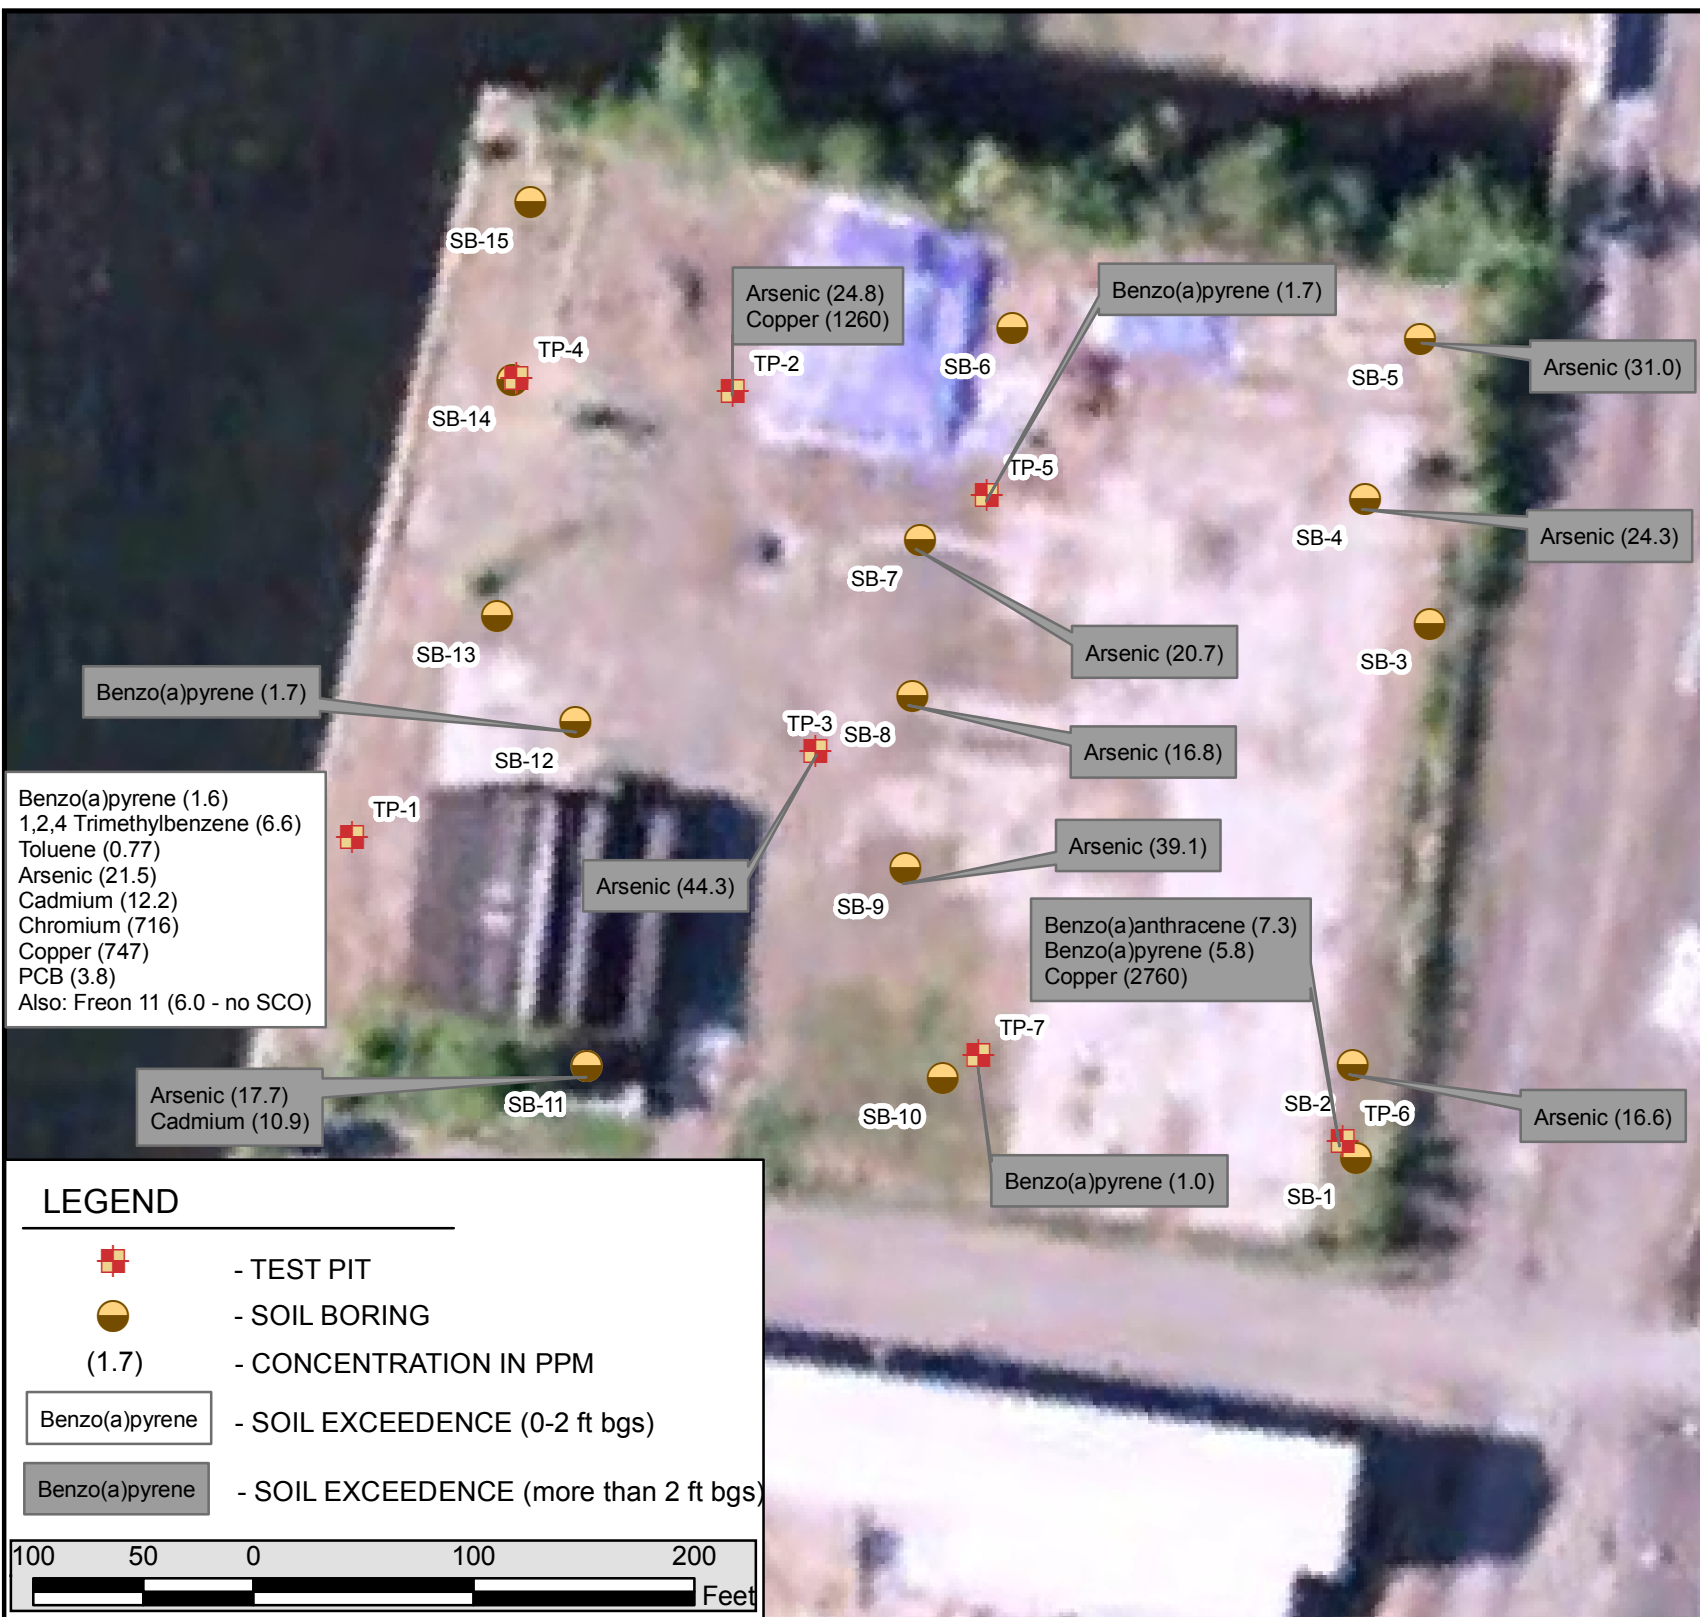 SB-15
Arsenic (24.8)
Copper (1260)
Benzo(a)pyrene (1.7)
TP-4
TP-2
SB-6
SB-5
Arsenic (31.0)
SB-14
TP-5
SB-4
Arsenic (24.3)
SB-7
SB-13
Arsenic (20.7)
SB-3
Benzo(a)pyrene (1.7)
TP-3
SB-8
Arsenic (16.8)
SB-12
Benzo(a)pyrene (1.6)
1,2,4 Trimethylbenzene (6.6)
Toluene (0.77)
Arsenic (21.5)
Cadmium (12.2)
Chromium (716)
Copper (747)
PCB (3.8)
Also: Freon 11 (6.0 - no SCO)
TP-1
Arsenic (44.3)
Arsenic (39.1)
SB-9
Benzo(a)anthracene (7.3)
Benzo(a)pyrene (5.8)
Copper (2760)
TP-7
Arsenic (17.7)
Cadmium (10.9)
SB-11
SB-10
SB-2
TP-6
Arsenic (16.6)
Benzo(a)pyrene (1.0)
SB-1
LEGEND
- TEST PIT
- SOIL BORING
(1.7) - CONCENTRATION IN PPM
Benzo(a)pyrene - SOIL EXCEEDENCE (0-2 ft bgs)
Benzo(a)pyrene - SOIL EXCEEDENCE (more than 2 ft bgs)
100 50 0 100 200
Feet